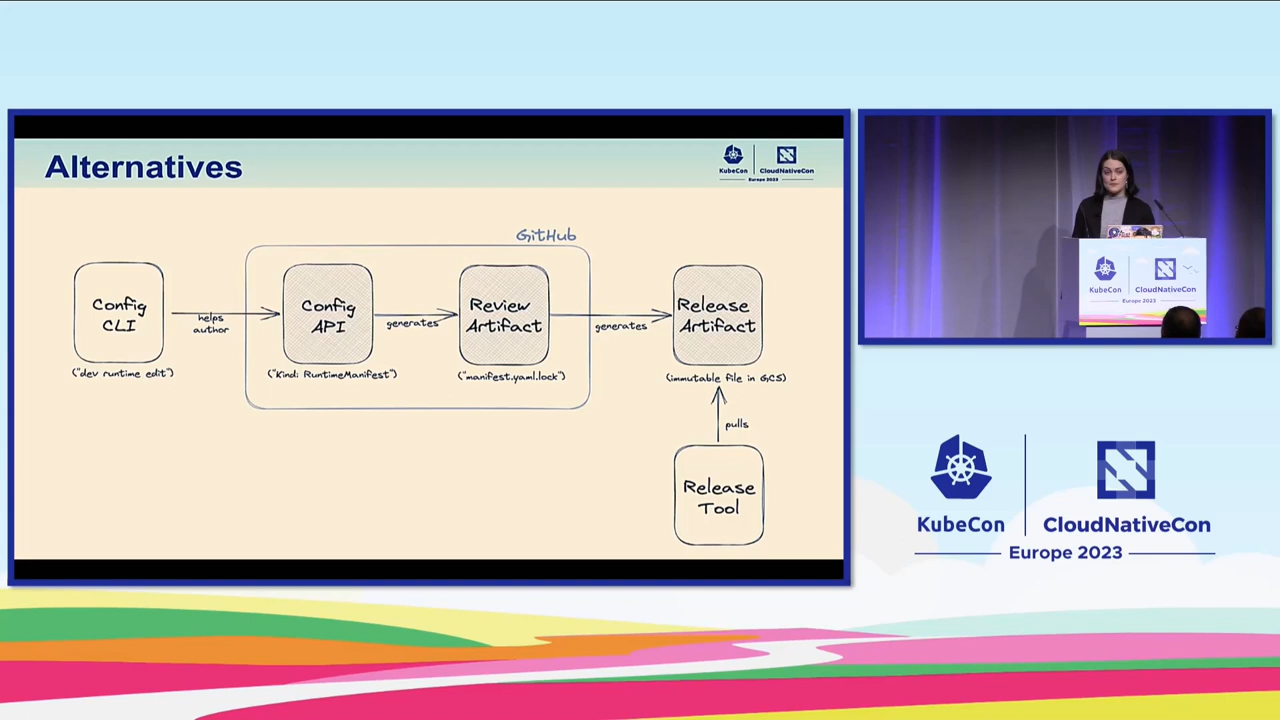 Alternatives
KubeCon
CloudNativeCon
Europe 2023
GitHub
Config
CLI
("dev runtime edit")
helps
author
Config
API
("Kind: RuntimeManifest")
generates
Review
Artifact
("manifest.yaml.lock")
generates
Release
Artifact
(immutable file in GCS)
pulls
Release
Tool
KubeCon
CloudNativeCon
Europe 2023
KubeCon
CloudNativeCon
Europe 2023